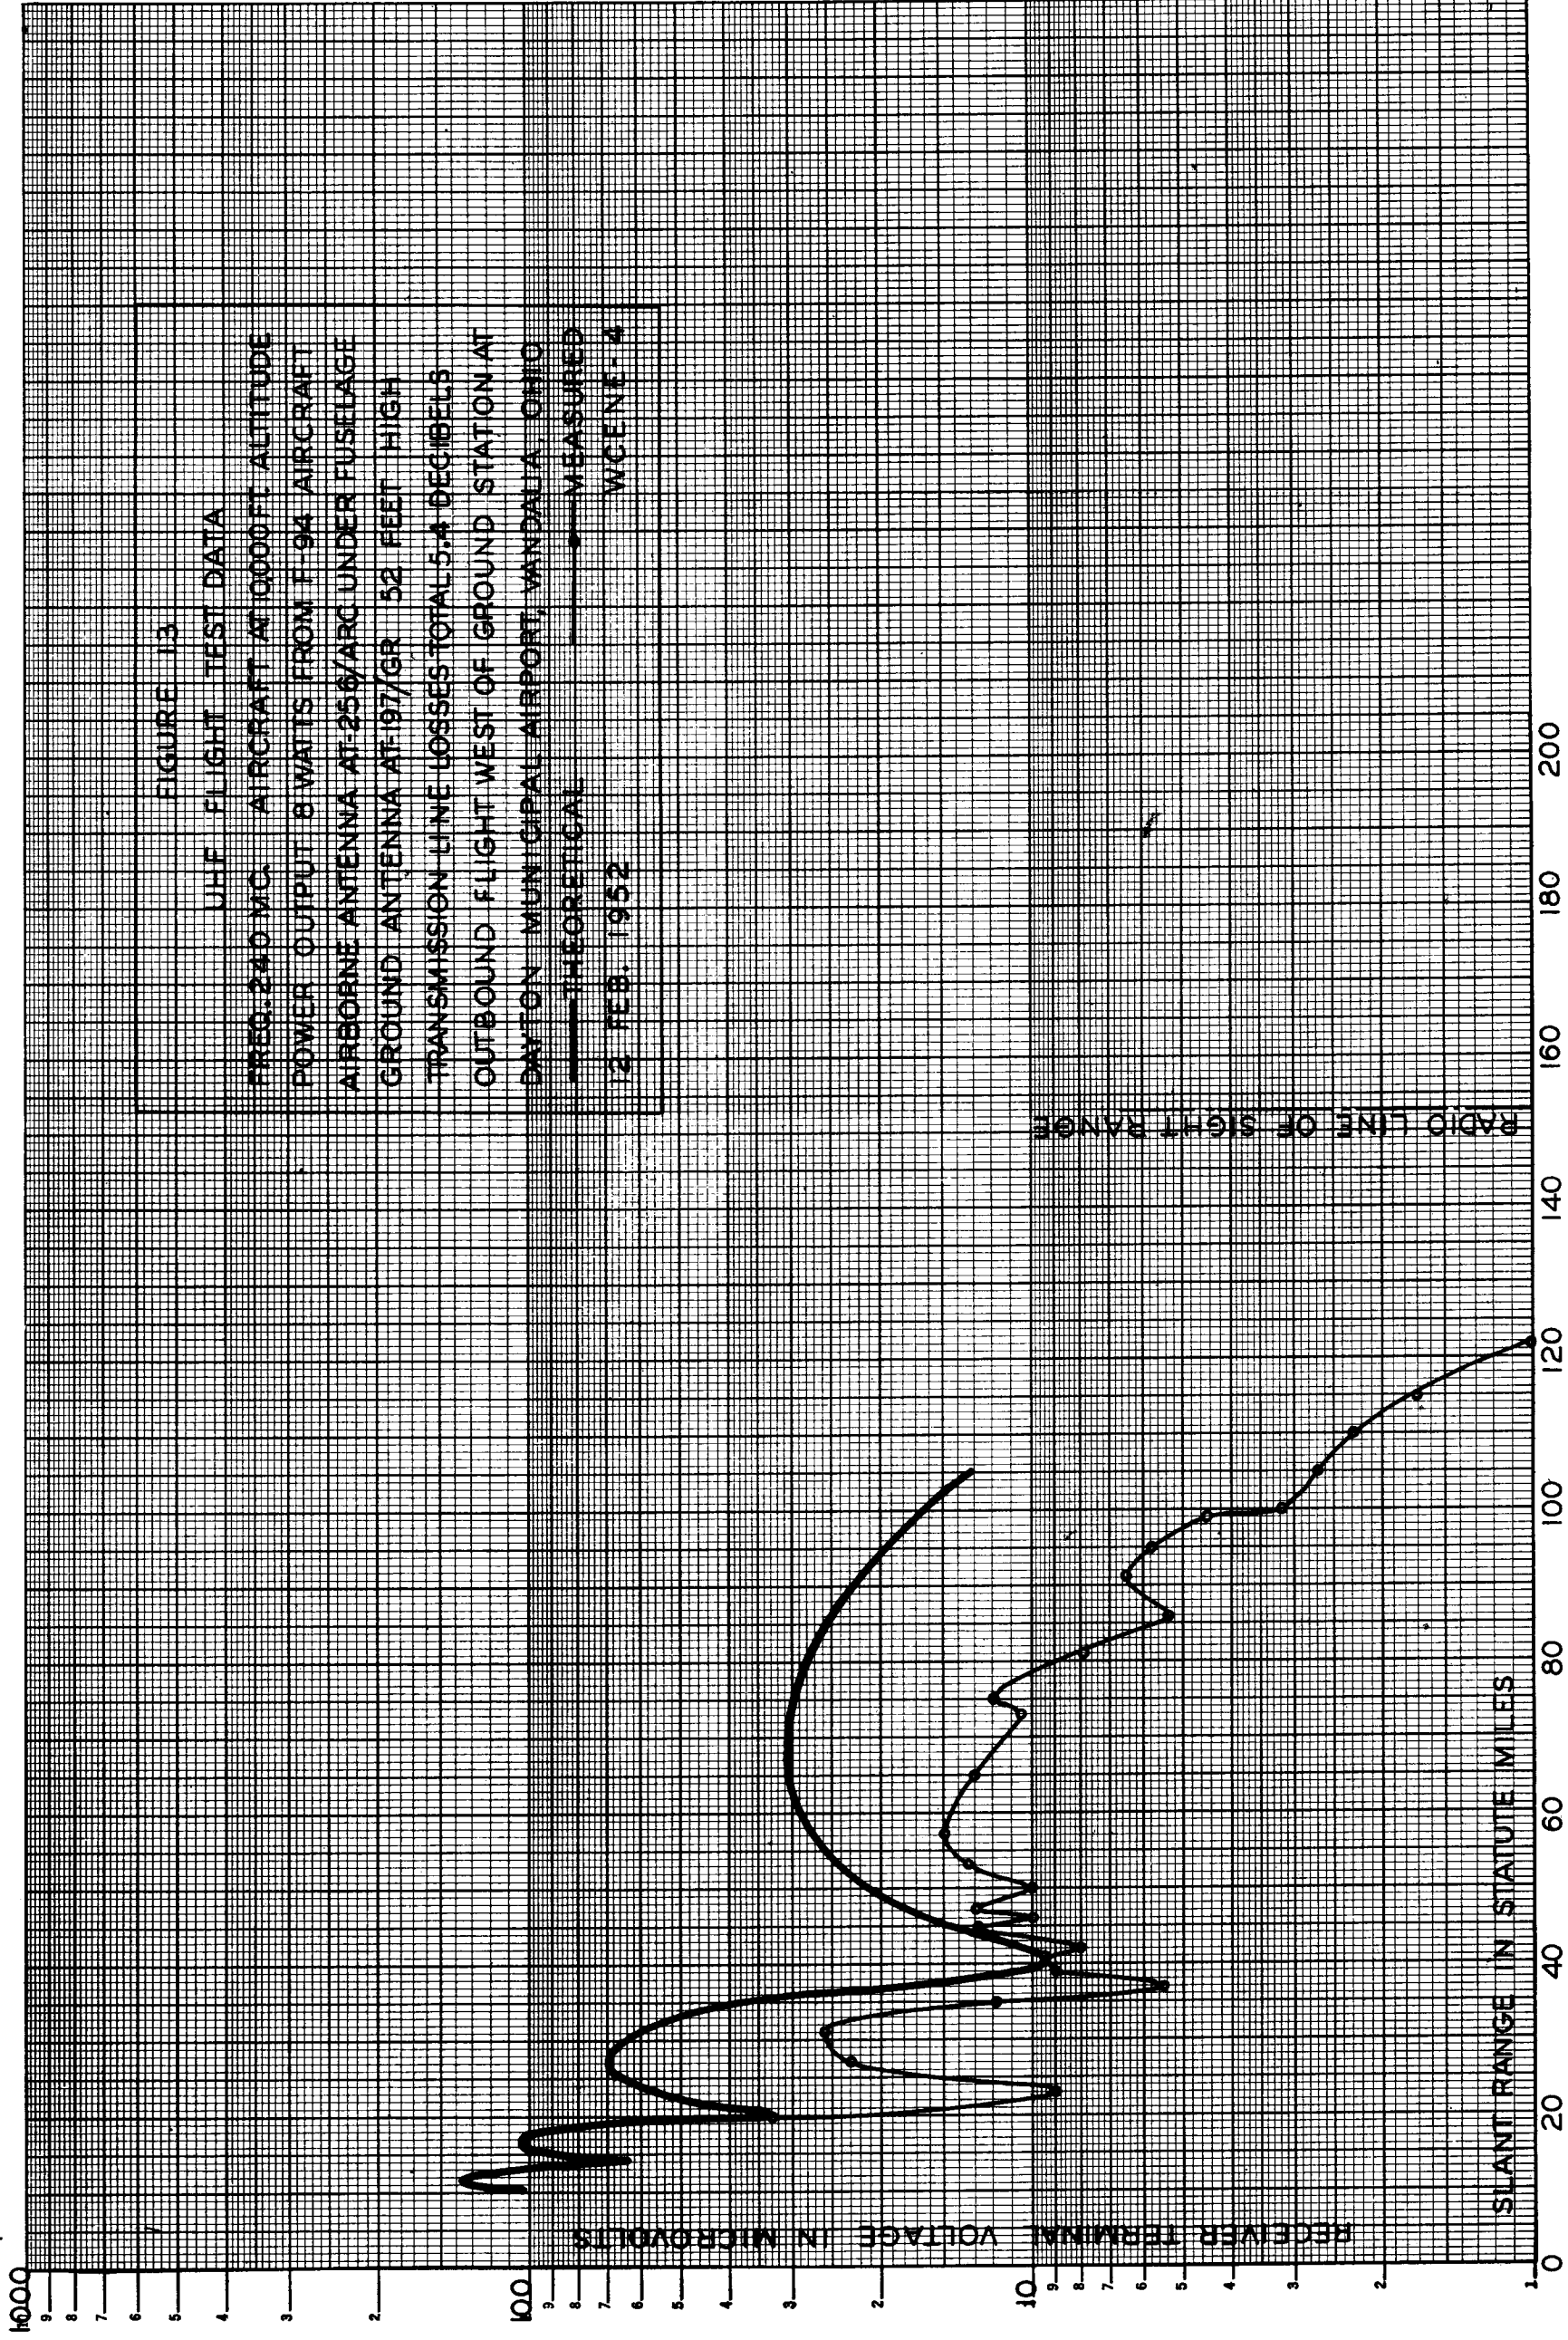 FIGURE 13
UHF FLIGHT TEST DATA
FREQ. 240 MC. AIRCRAFT AT 10,000 FT. ALTITUDE
POWER OUTPUT 8 WATTS FROM F-94 AIRCRAFT
AIRBORNE ANTENNA AT-256/ARC UNDER FUSELAGE
GROUND ANTENNA AT-197/GR 52 FEET HIGH
TRANSMISSION LINE LOSSES TOTAL 5.4 DECIBELS
OUTBOUND FLIGHT WEST OF GROUND STATION AT
DAYTON MUNICIPAL AIRPORT, VANDALIA, OHIO
THEORETICAL MEASURED
12 FEB. 1952 WCENE-4
RECEIVER TERMINAL VOLTAGE IN MICROVOLTS
1000
9
8
7
6
5
4
3
2
100
9
8
7
6
5
4
3
2
10
9
8
7
6
5
4
3
2
1
RADIO LINE OF SIGHT RANGE
SLANT RANGE IN STATUTE MILES
0 20 40 60 80 100 120 140 160 180 200